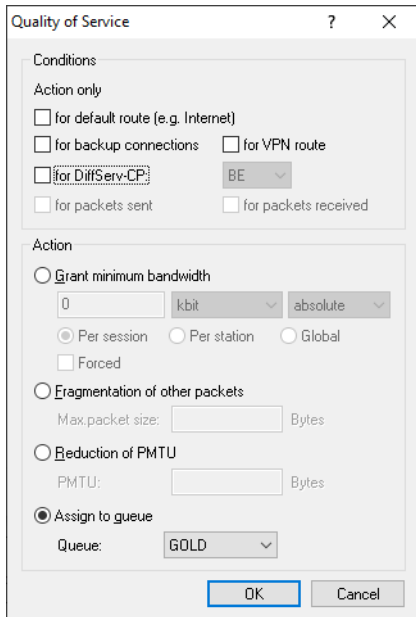 Quality of Service ? ×
Conditions
Action only
for default route (e.g. Internet)
for backup connections for VPN route
for DiffServ-CP: BE
for packets sent for packets received
Action
Grant minimum bandwidth
0 kbit absolute
Per session Per station Global
Forced
Fragmentation of other packets
Max.packet size: Bytes
Reduction of PMTU
PMTU: Bytes
Assign to queue
Queue: GOLD
OK Cancel